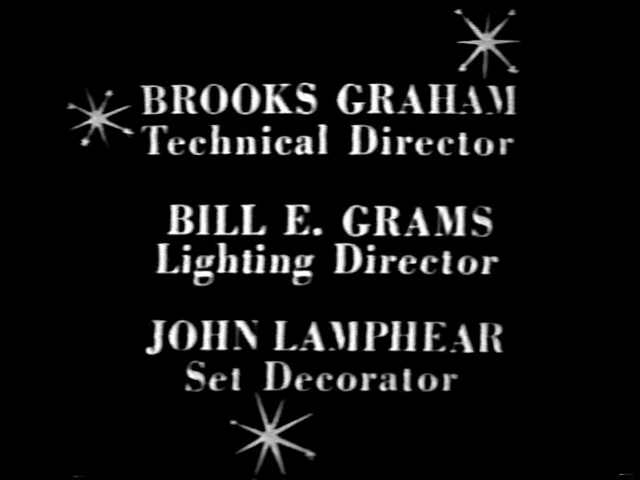 BROOKS GRAHAM
Technical Director
BILL E. GRAMS
Lighting Director
JOHN LAMPHEAR
Set Decorator